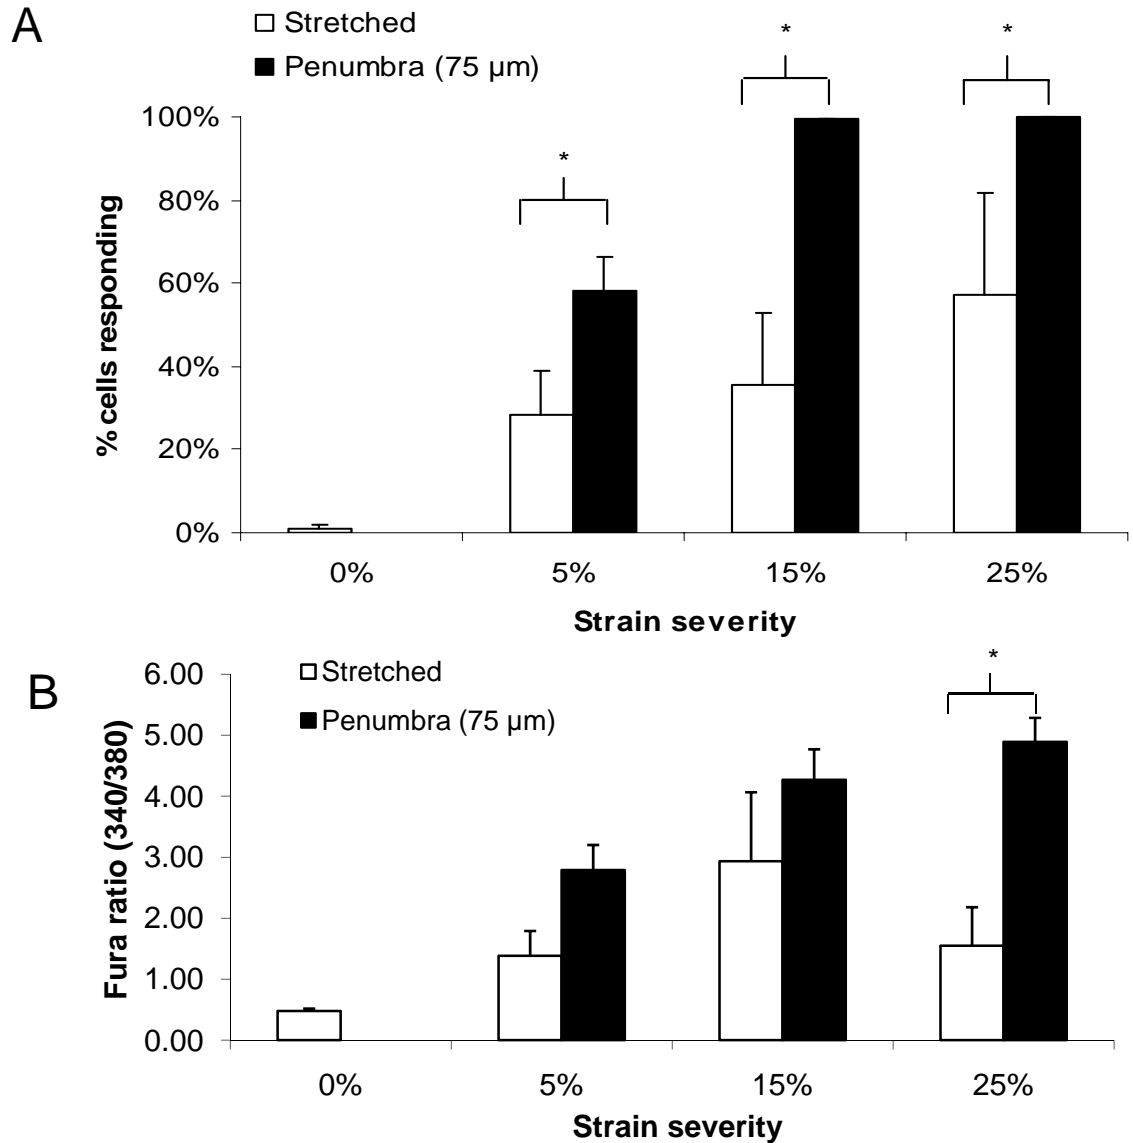 A
Stretched
Penumbra (75 µm)
*
*
*
100%
80%
60%
40%
20%
0%
% cells responding
0%
5%
15%
25%
Strain severity
B
Stretched
Penumbra (75 µm)
*
6.00
5.00
4.00
3.00
2.00
1.00
0.00
Fura ratio (340/380)
0%
5%
15%
25%
Strain severity